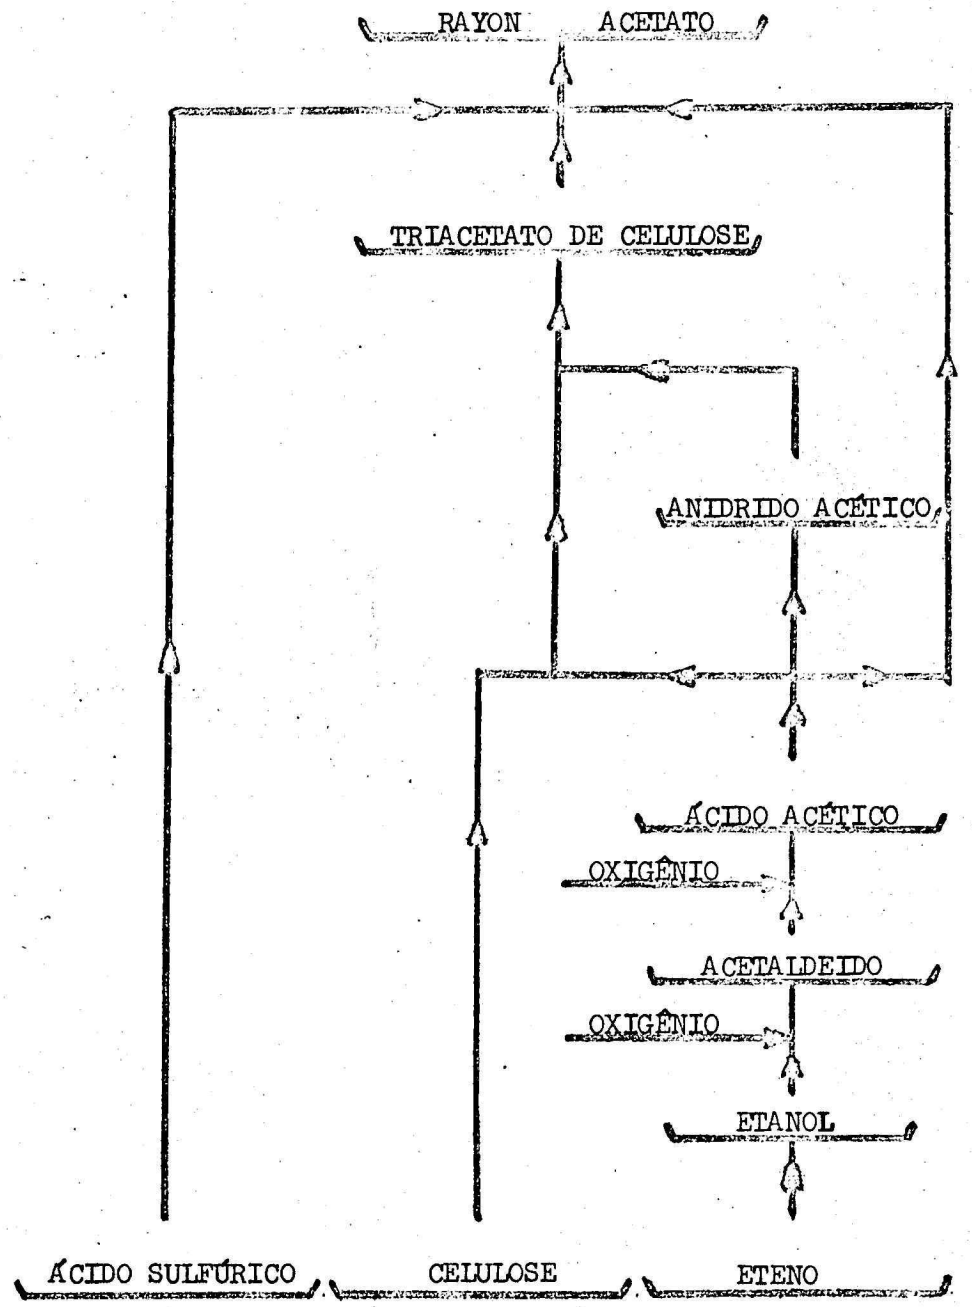 RAYON ACETATO
TRIACETATO DE CELULOSE
ANIDRIDO ACÉTICO
ÁCIDO ACÉTICO
OXIGÊNIO
ACETALDEIDO
OXIGÊNIO
ETANOL
ÁCIDO SULFÚRICO CELULOSE ETENO